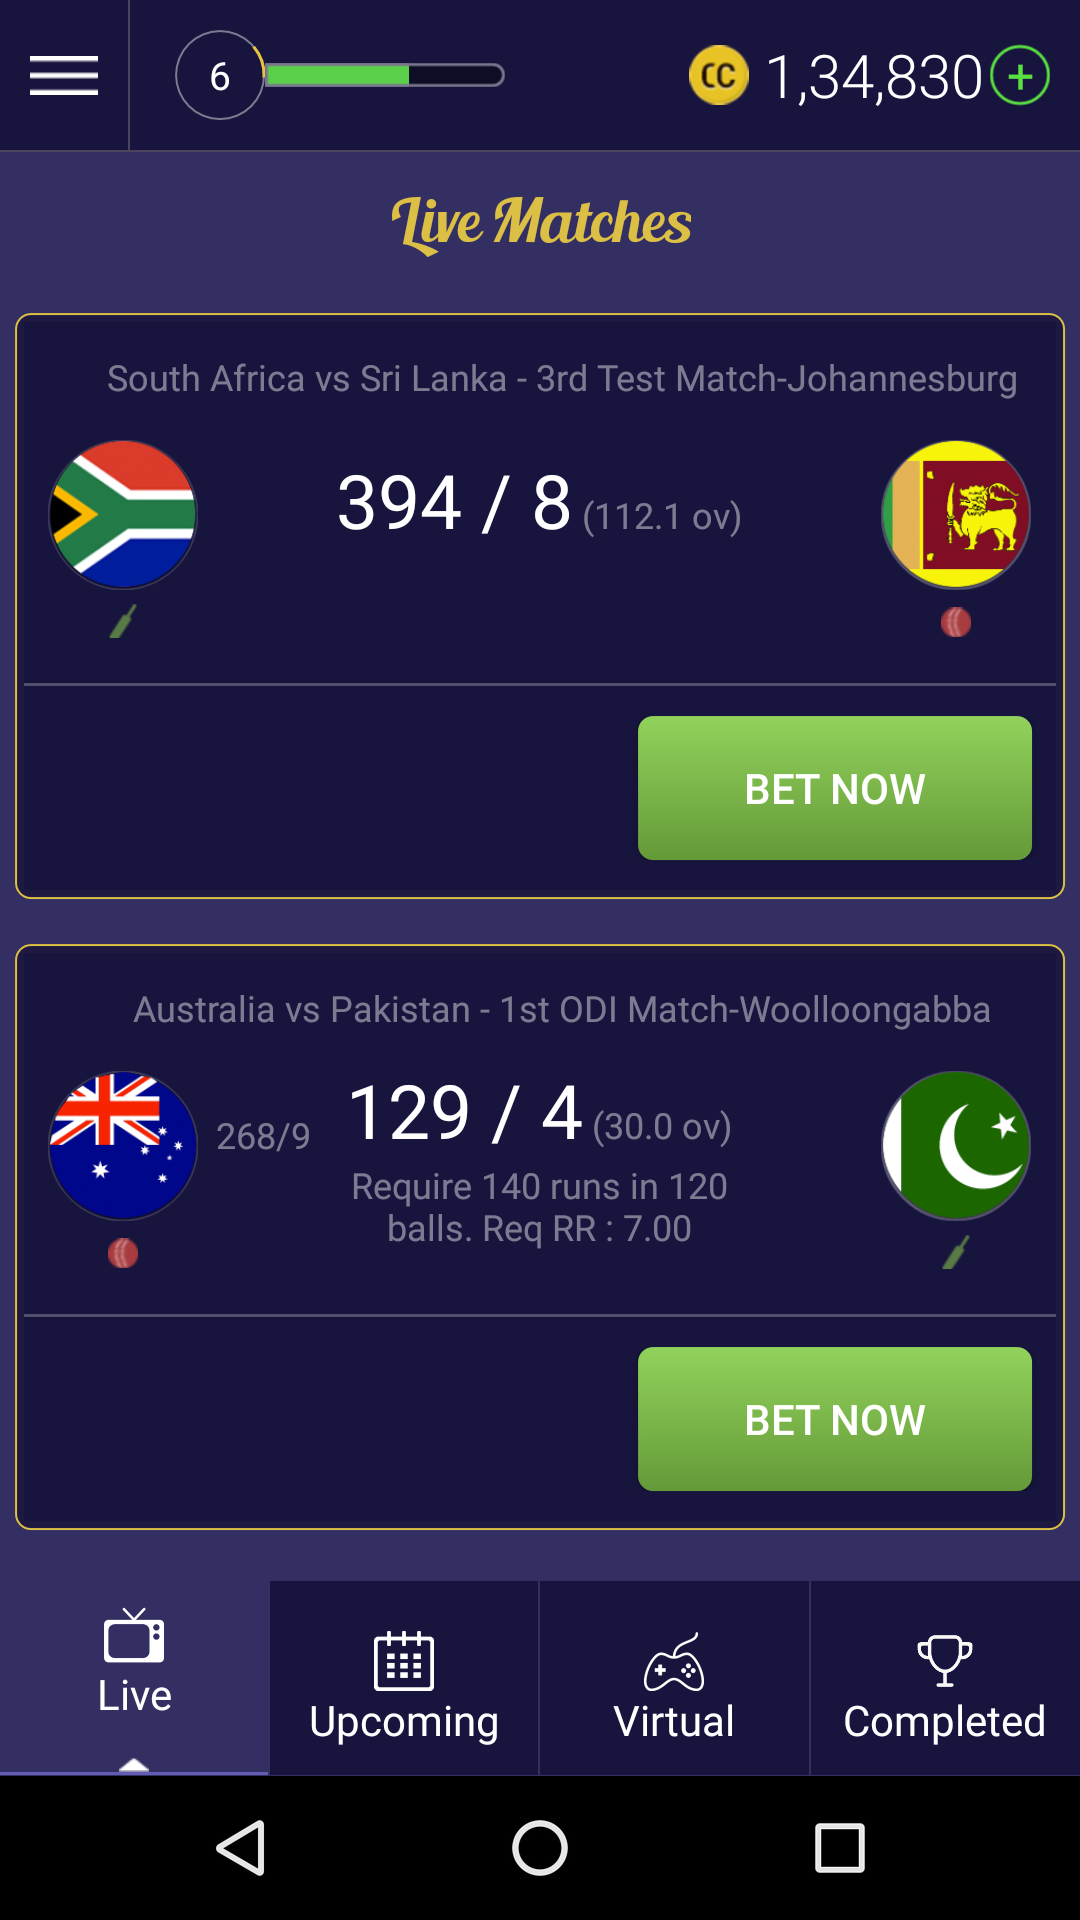 6
CC 1,34,830 +
Live Matches
South Africa vs Sri Lanka - 3rd Test Match-Johannesburg
394 / 8 (112.1 ov)
BET NOW
Australia vs Pakistan - 1st ODI Match-Woolloongabba
268/9 129 / 4 (30.0 ov)
Require 140 runs in 120
balls. Req RR : 7.00
BET NOW
Live Upcoming Virtual Completed